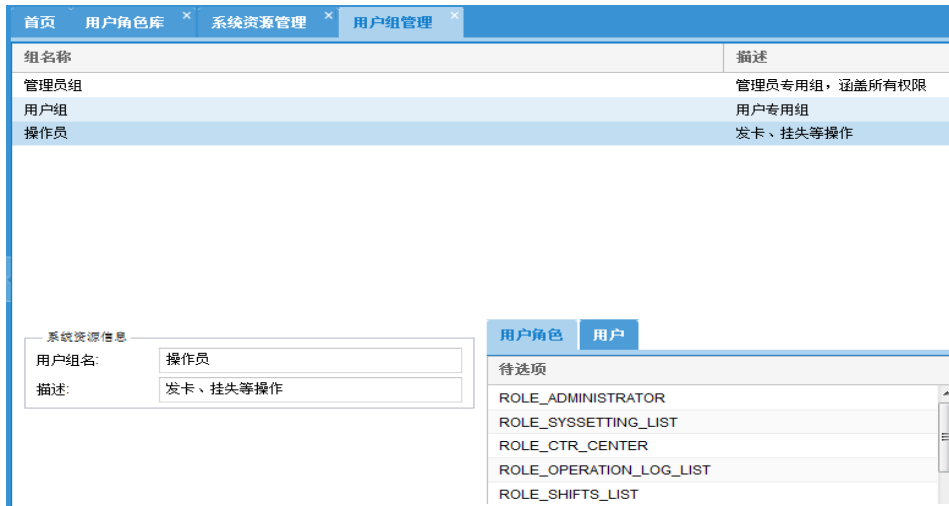 首页 用户角色库 系统资源管理 用户组管理
组名称 描述
管理员组 管理员专用组，涵盖所有权限
用户组 用户专用组
操作员 发卡、挂失等操作
系统资源信息
用户组名: 操作员
描述: 发卡、挂失等操作
用户角色 用户
待选项
ROLE_ADMINISTRATOR
ROLE_SYSSETTING_LIST
ROLE_CTR_CENTER
ROLE_OPERATION_LOG_LIST
ROLE_SHIFTS_LIST